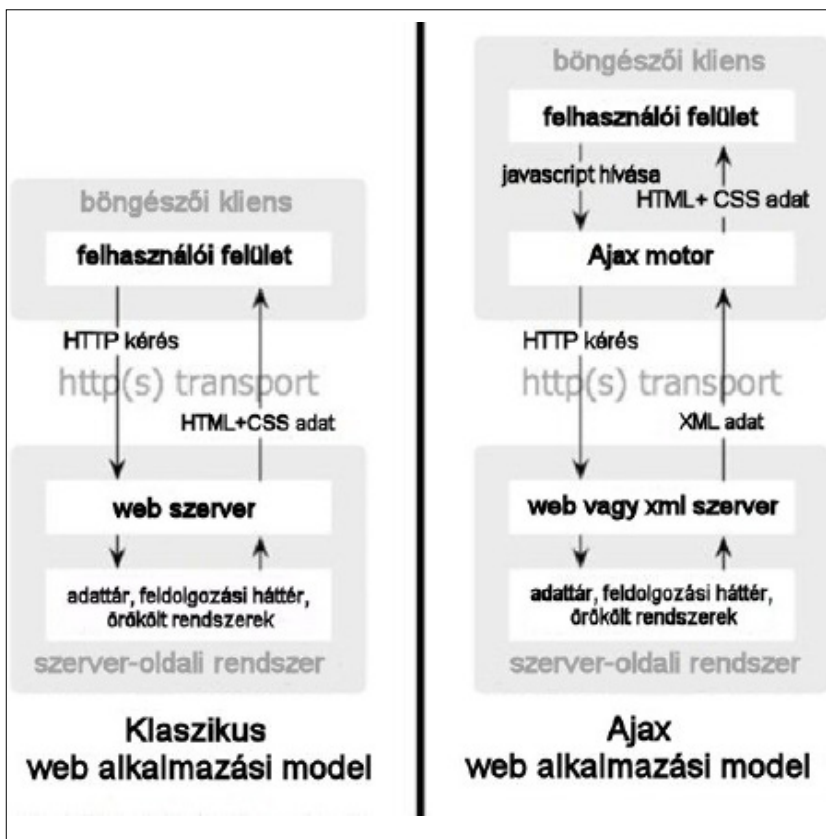 böngészői kliens
felhasználói felület
HTTP kérés
http(s) transport
HTML+CSS adat
web szerver
adattár, feldolgozási háttér,
örökölt rendszerek
szerver-oldali rendszer
Klaszikus
web alkalmazási model
böngészői kliens
felhasználói felület
javascript hívása
HTML+ CSS adat
Ajax motor
HTTP kérés
http(s) transport
XML adat
web vagy xml szerver
adattár, feldolgozási háttér,
örökölt rendszerek
szerver-oldali rendszer
Ajax
web alkalmazási model